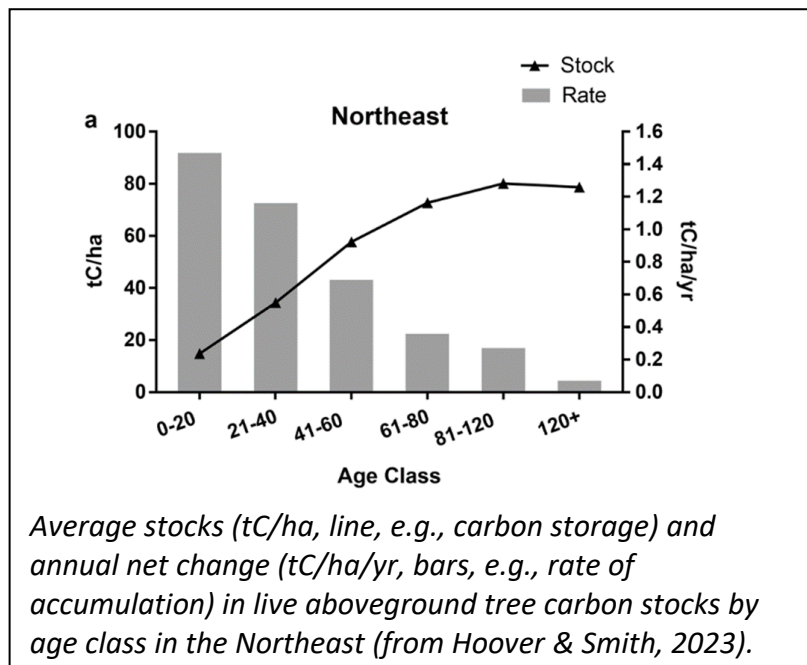 Stock
Rate
a
Northeast
100
80
60
40
20
0
tC/ha
1.6
1.4
1.2
1.0
0.8
0.6
0.4
0.2
0.0
tC/ha/yr
0-20
21-40
41-60
61-80
81-120
120+
Age Class
Average stocks (tC/ha, line, e.g., carbon storage) and
annual net change (tC/ha/yr, bars, e.g., rate of
accumulation) in live aboveground tree carbon stocks by
age class in the Northeast (from Hoover & Smith, 2023).